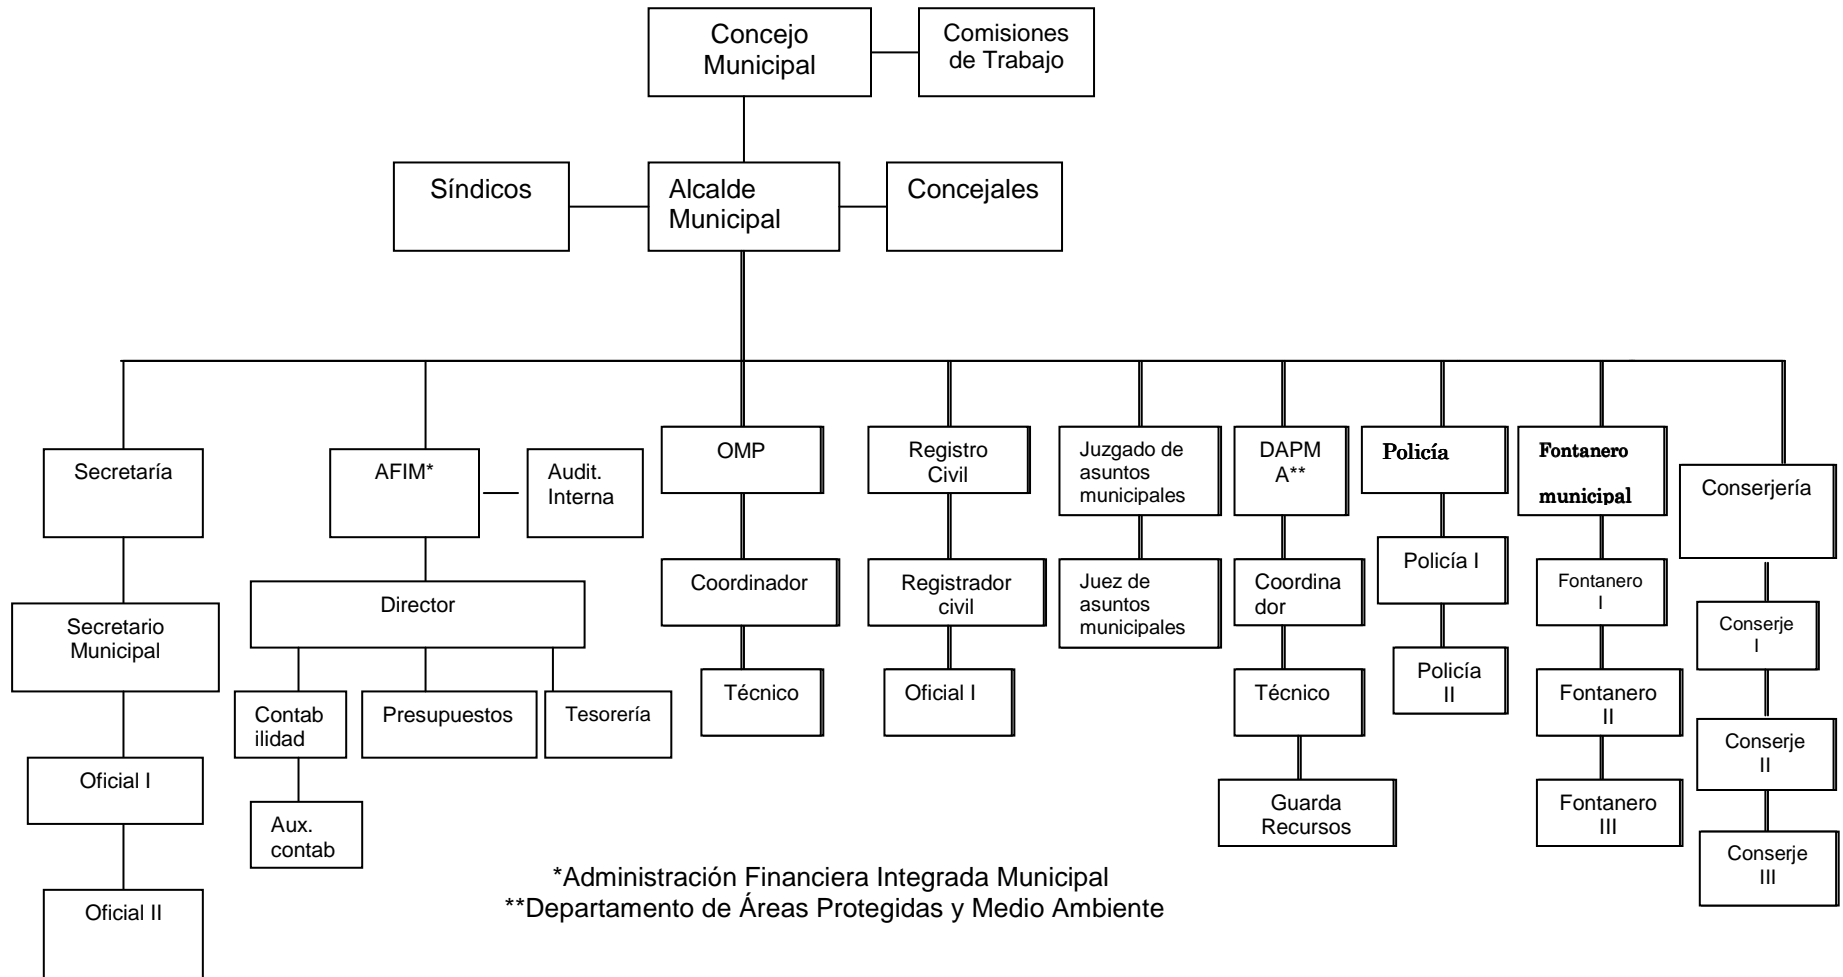 Concejo
Municipal
Comisiones
de Trabajo
Síndicos
Alcalde
Municipal
Concejales
Secretaría
AFIM*
Audit.
Interna
OMP
Registro
Civil
Juzgado de
asuntos
municipales
DAPM
A**
Policía
Fontanero
municipal
Conserjería
Secretario
Municipal
Director
Coordinador
Registrador
civil
Juez de
asuntos
municipales
Coordina
dor
Policía I
Fontanero
I
Conserje
I
Oficial I
Contab
ilidad
Presupuestos
Tesorería
Técnico
Oficial I
Técnico
Policía
II
Fontanero
II
Conserje
II
Oficial II
Aux.
contab
Guarda
Recursos
Fontanero
III
Conserje
III
*Administración Financiera Integrada Municipal
**Departamento de Áreas Protegidas y Medio Ambiente